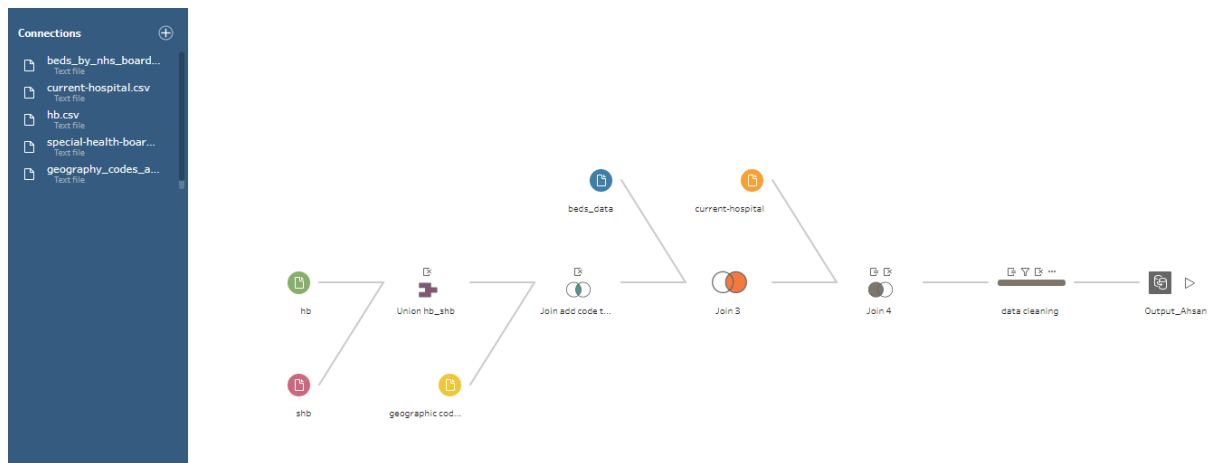 Connections
beds_by_nhs_board...
Text file
current-hospital.csv
Text file
hb.csv
Text file
special-health-boar...
Text file
geography_codes_a...
Text file
beds_data
current-hospital
hb
Union hb_shb
Join add code t...
Join 3
Join 4
data cleaning
Output_Ahsan
shb
geographic cod...